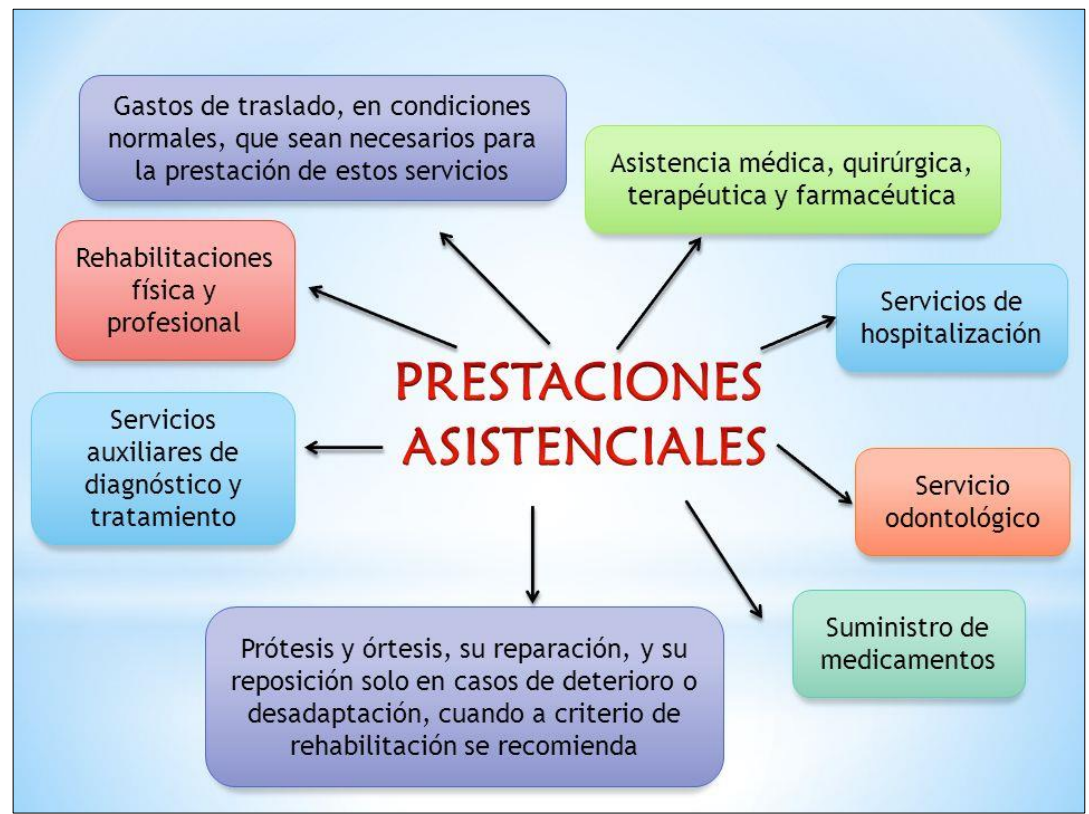 Gastos de traslado, en condiciones
normales, que sean necesarios para
la prestación de estos servicios
Asistencia médica, quirúrgica,
terapéutica y farmacéutica
Rehabilitaciones
física y
profesional
Servicios de
hospitalización
PRESTACIONES
ASISTENCIALES
Servicios
auxiliares de
diagnóstico y
tratamiento
Servicio
odontológico
Prótesis y órtesis, su reparación, y su
reposición solo en casos de deterioro o
desadaptación, cuando a criterio de
rehabilitación se recomienda
Suministro de
medicamentos